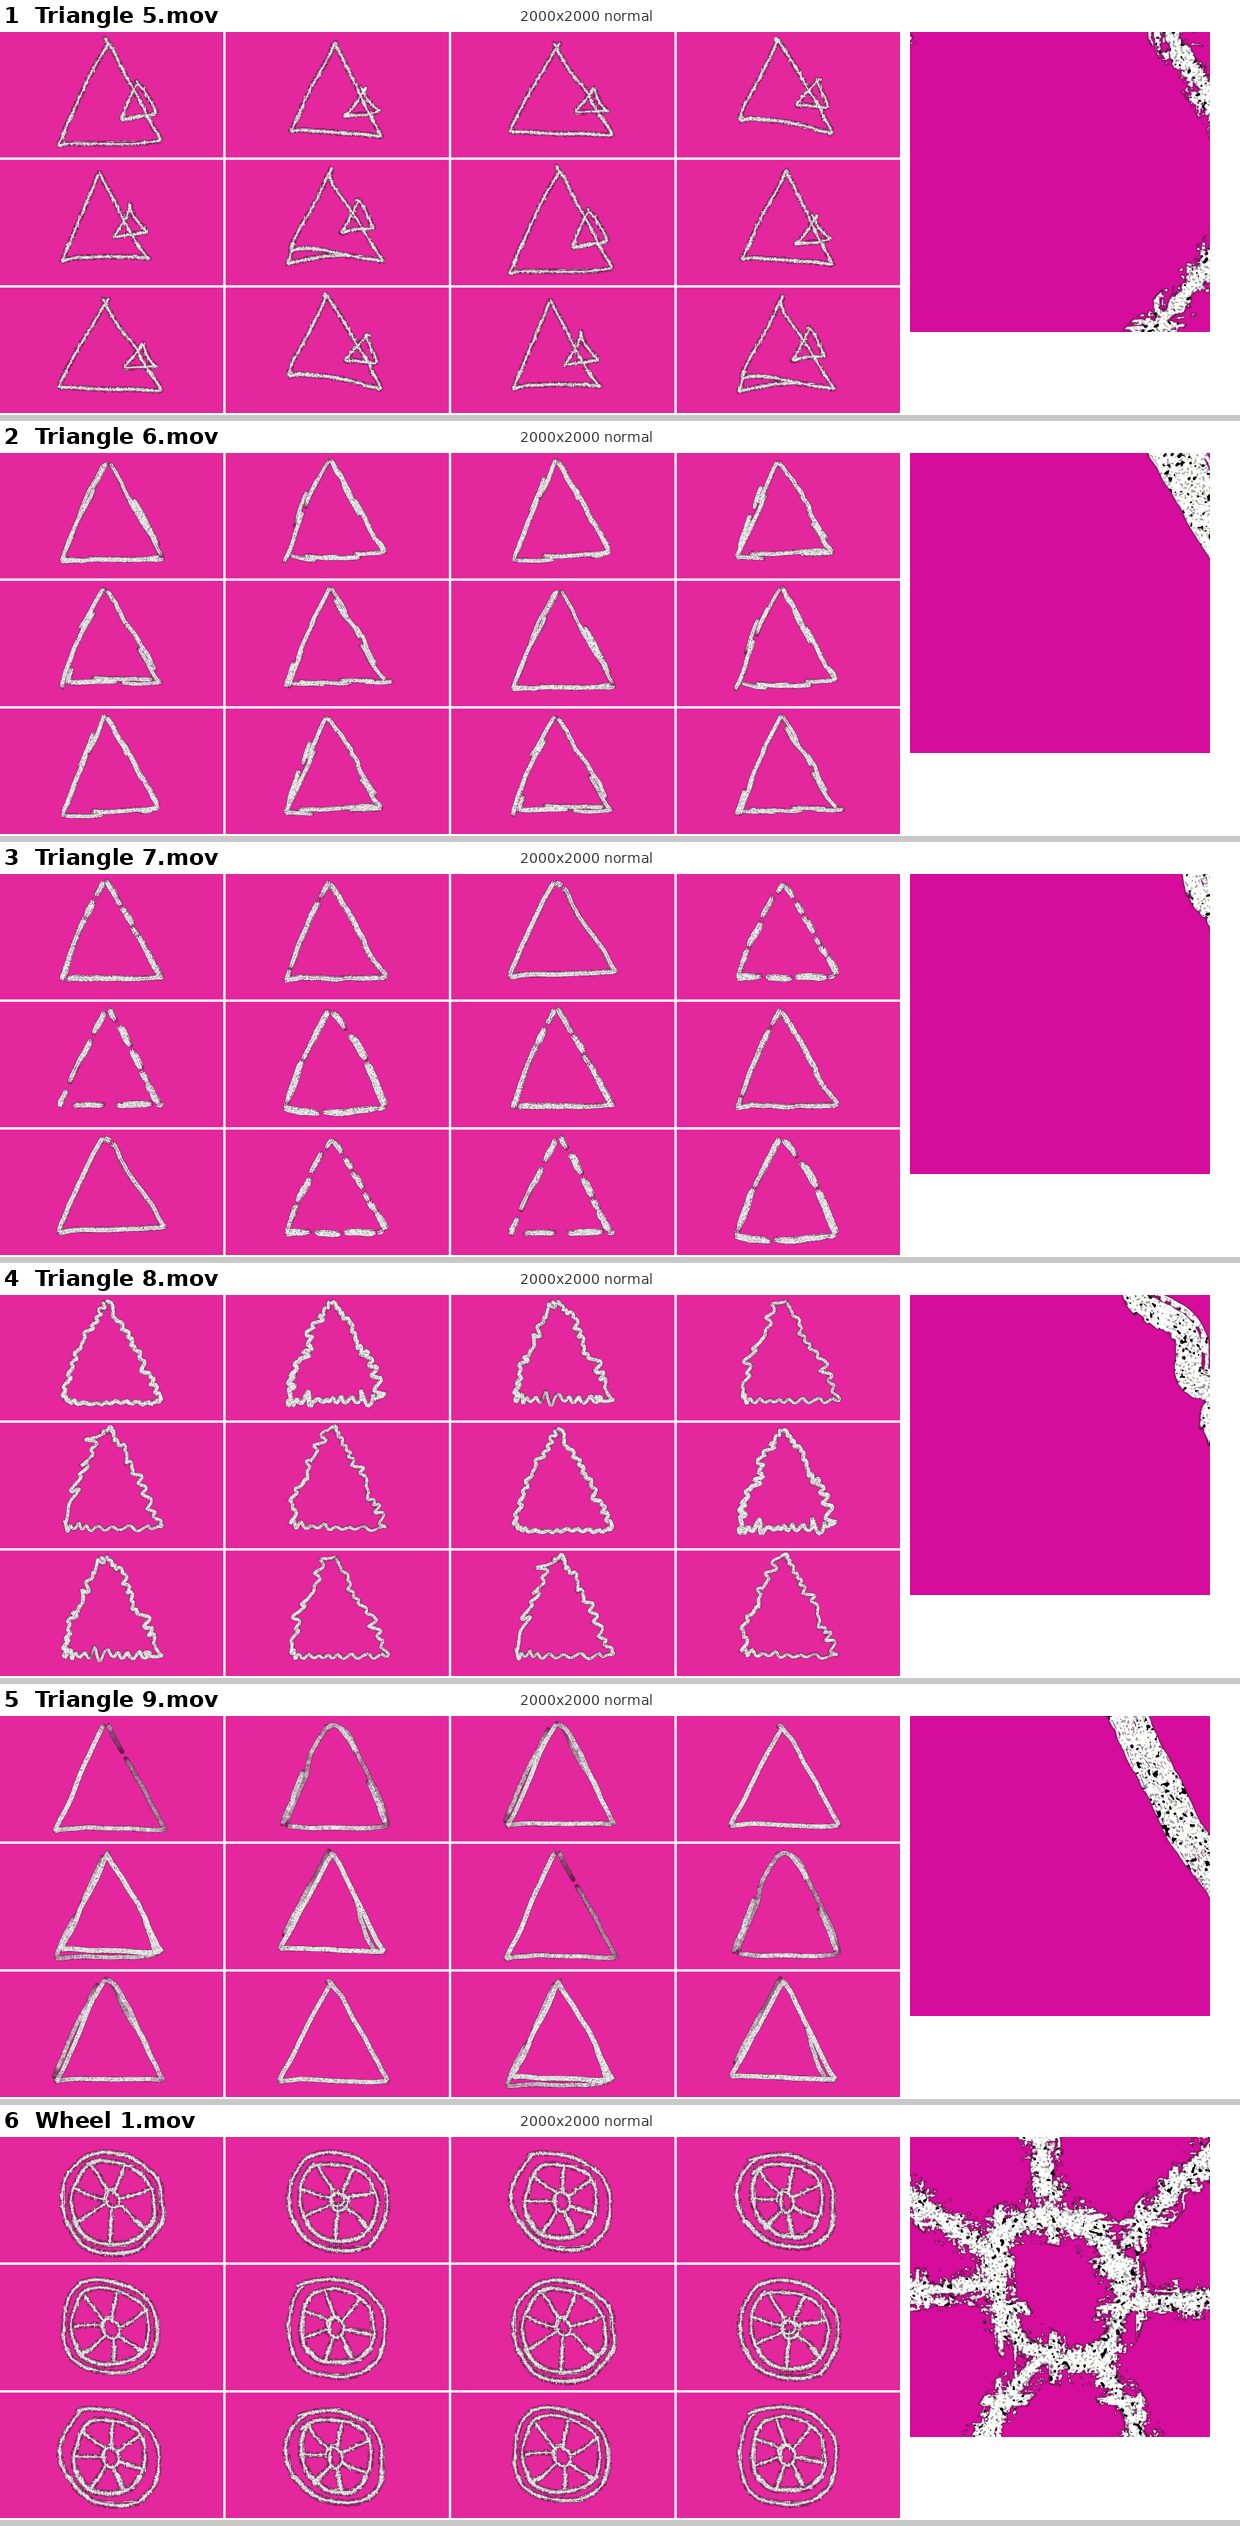 1 Triangle 5.mov 2000x2000 normal
2 Triangle 6.mov 2000x2000 normal
3 Triangle 7.mov 2000x2000 normal
4 Triangle 8.mov 2000x2000 normal
5 Triangle 9.mov 2000x2000 normal
6 Wheel 1.mov 2000x2000 normal